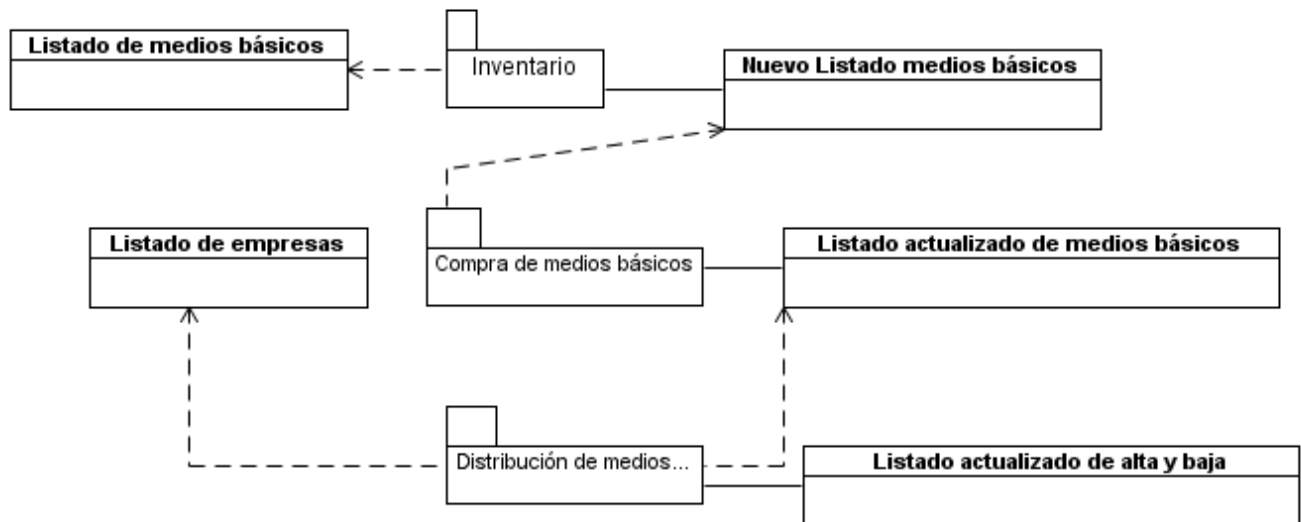 Listado de medios básicos
Inventario
Nuevo Listado medios básicos
Listado de empresas
Compra de medios básicos
Listado actualizado de medios básicos
Distribución de medios...
Listado actualizado de alta y baja